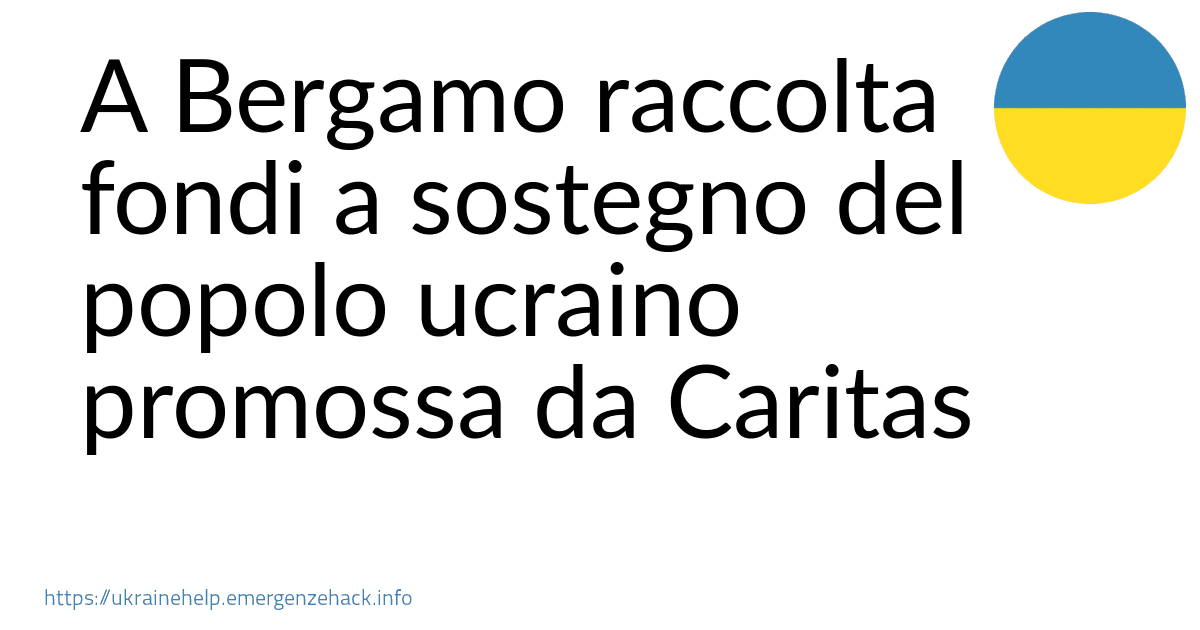 A Bergamo raccolta
fondi a sostegno del
popolo ucraino
promossa da Caritas
https://ukrainehelp.emergenzehack.info